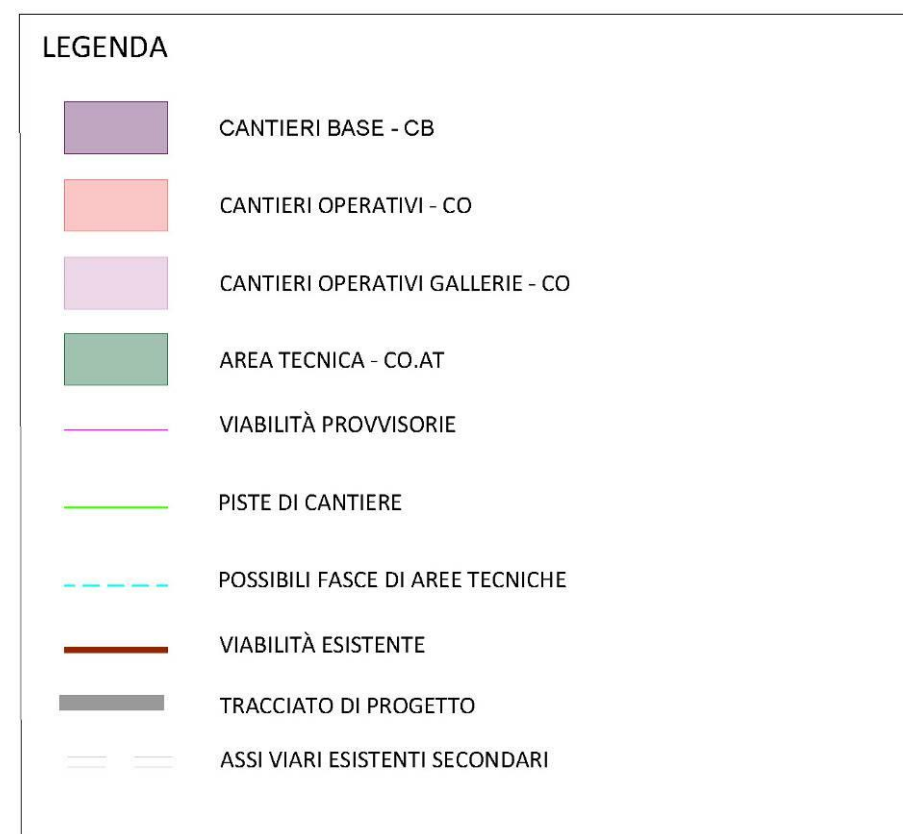 LEGENDA
CANTIERI BASE - CB
CANTIERI OPERATIVI - CO
CANTIERI OPERATIVI GALLERIE - CO
AREA TECNICA - CO.AT
VIABILITÀ PROVVISORIE
PISTE DI CANTIERE
POSSIBILI FASCE DI AREE TECNICHE
VIABILITÀ ESISTENTE
TRACCIATO DI PROGETTO
ASSI VIARI ESISTENTI SECONDARI